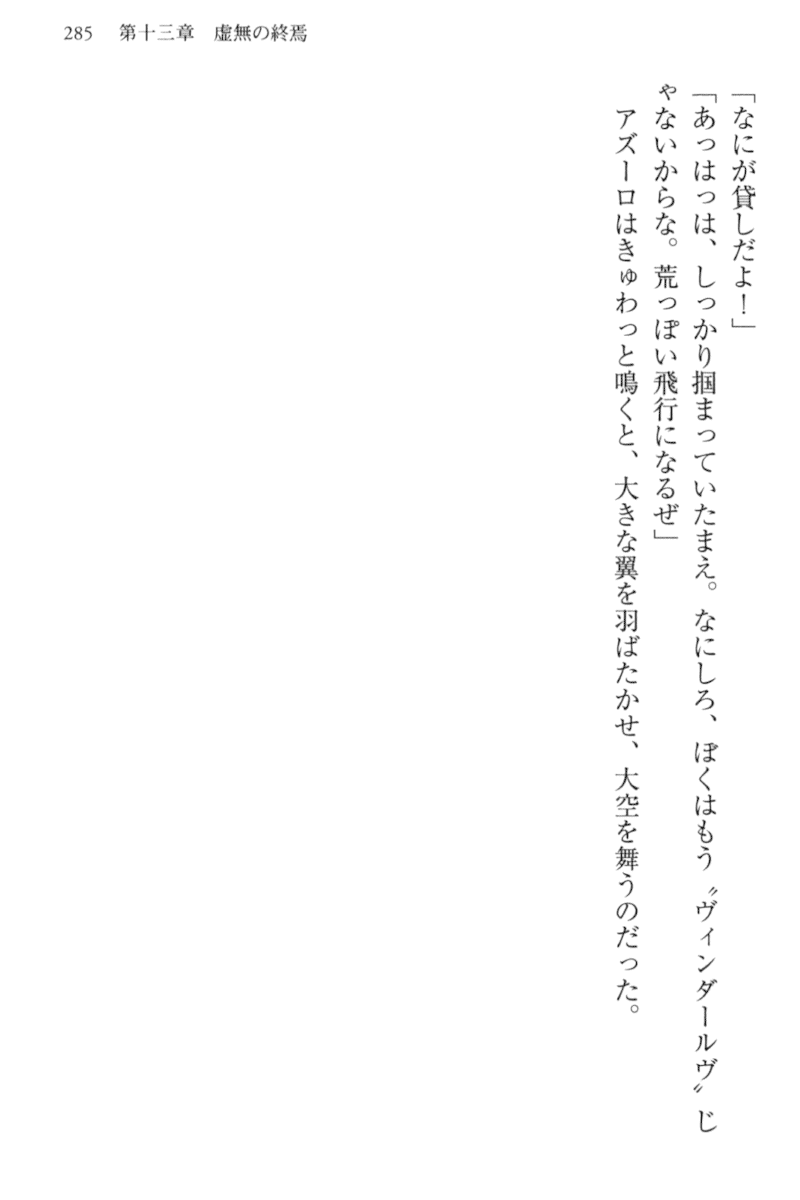 285　第十三章　虚無の終焉
「なにが貸しだよ！」
「あっはっは、しっかり掴まっていたまえ。なにしろ、ぼくはもう〝ヴィンダールヴ〟じ
ゃないからな。荒っぽい飛行になるぜ」
　アズーロはきゅわっと鳴くと、大きな翼を羽ばたかせ、大空を舞うのだった。